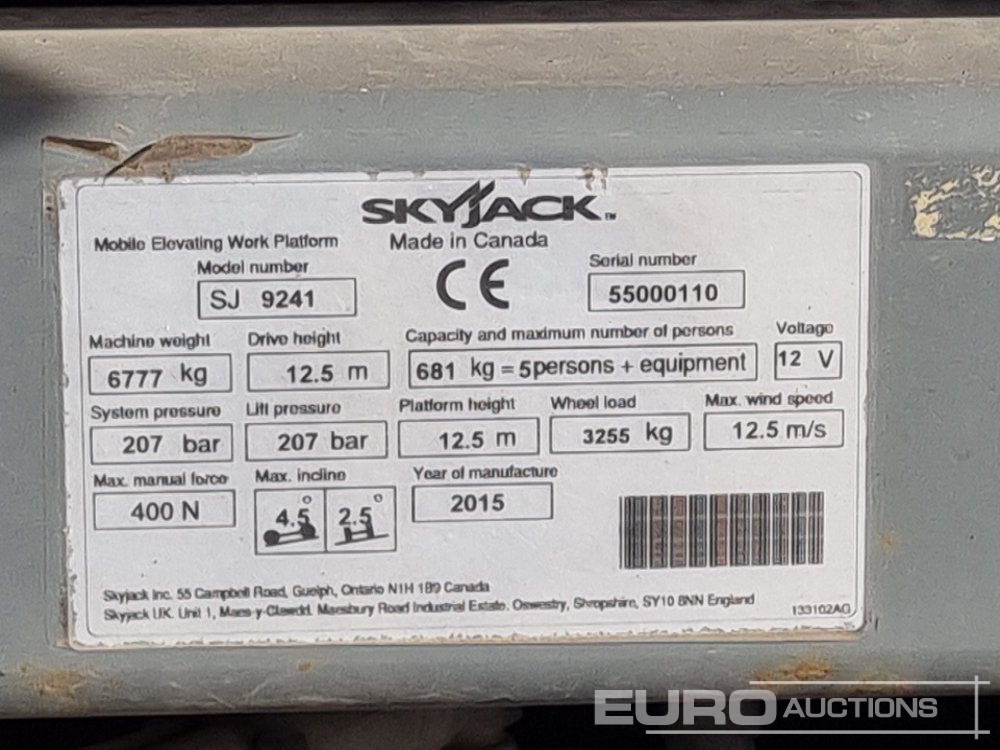 SKYJACK™
Mobile Elevating Work Platform
Made in Canada
Model number
SJ 9241
CE
Serial number
55000110
Machine weight
6777 kg
Drive height
12.5 m
Capacity and maximum number of persons
681 kg = 5persons + equipment
Voltage
12 V
System pressure
207 bar
Lift pressure
207 bar
Platform height
12.5 m
Wheel load
3255 kg
Max. wind speed
12.5 m/s
Max. manual force
400 N
Max. incline
4.5° 2.5°
Year of manufacture
2015
Skyjack Inc. 55 Campbell Road, Guelph, Ontario N1H 1B9 Canada
Skyjack UK. Unit 1, Maes-y-Clawdd, Maesbury Road Industrial Estate. Oswestry, Shropshire, SY10 8NN England
133102AG
EURO AUCTIONS